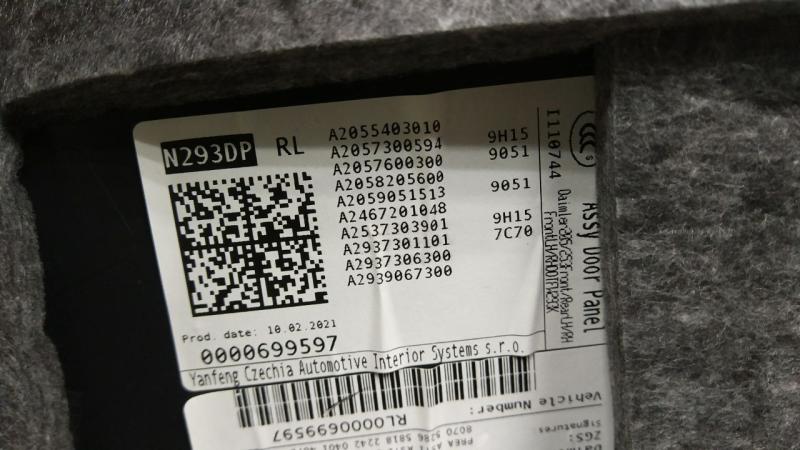 N293DP RL
A2055403010
A2057300594 9H15
A2057600300 9051
A2058205600
A2059051513 9051
A2467201048
A2537303901 9H15
A2937301101 7C70
A2937306300
A2939067300
I110744
Assy Door Panel
Prod. date: 10.02.2021
0000699597
Yanfeng Czechia Automotive Interior Systems s.r.o.
RL0000699597
Vehicle Number:
Signatures
ZGS: